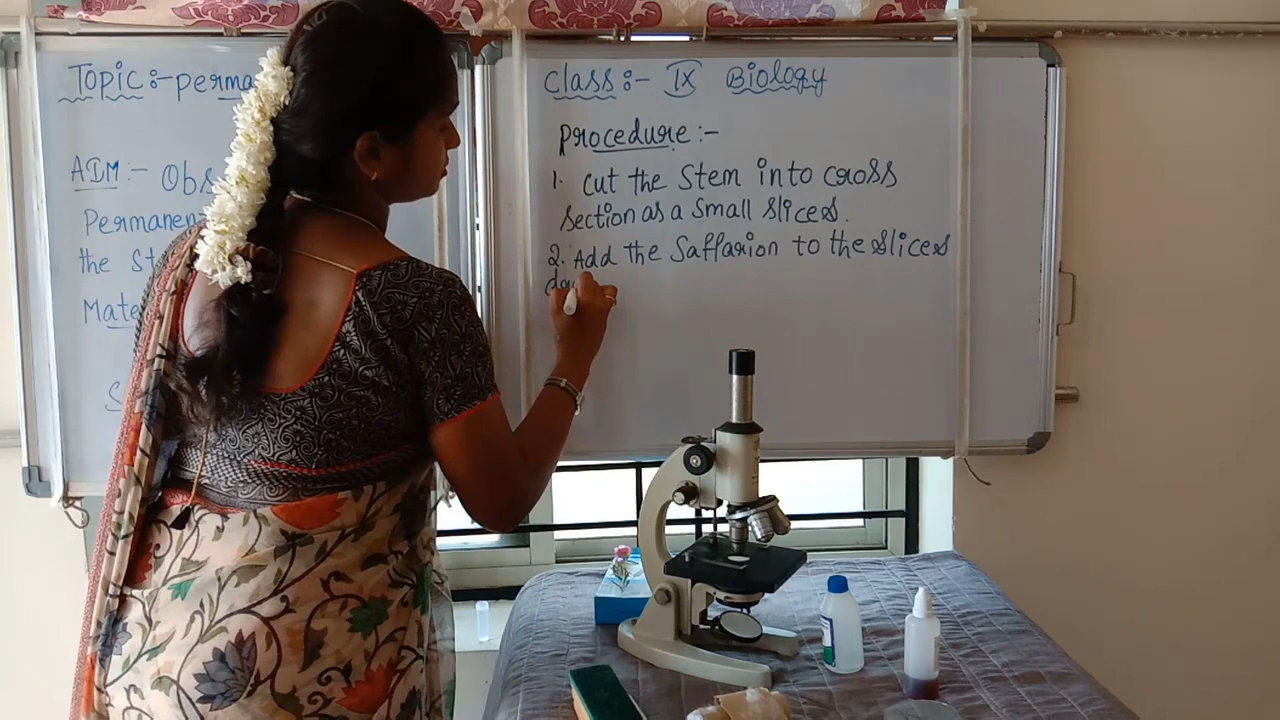 Topic :- perma
AIM :- Obs
Permanen
the St
Mate
S
Class :- IX Biology
Procedure :-
1. Cut the Stem into cross
Section as a Small slices.
2. Add the Saffarion to the slices